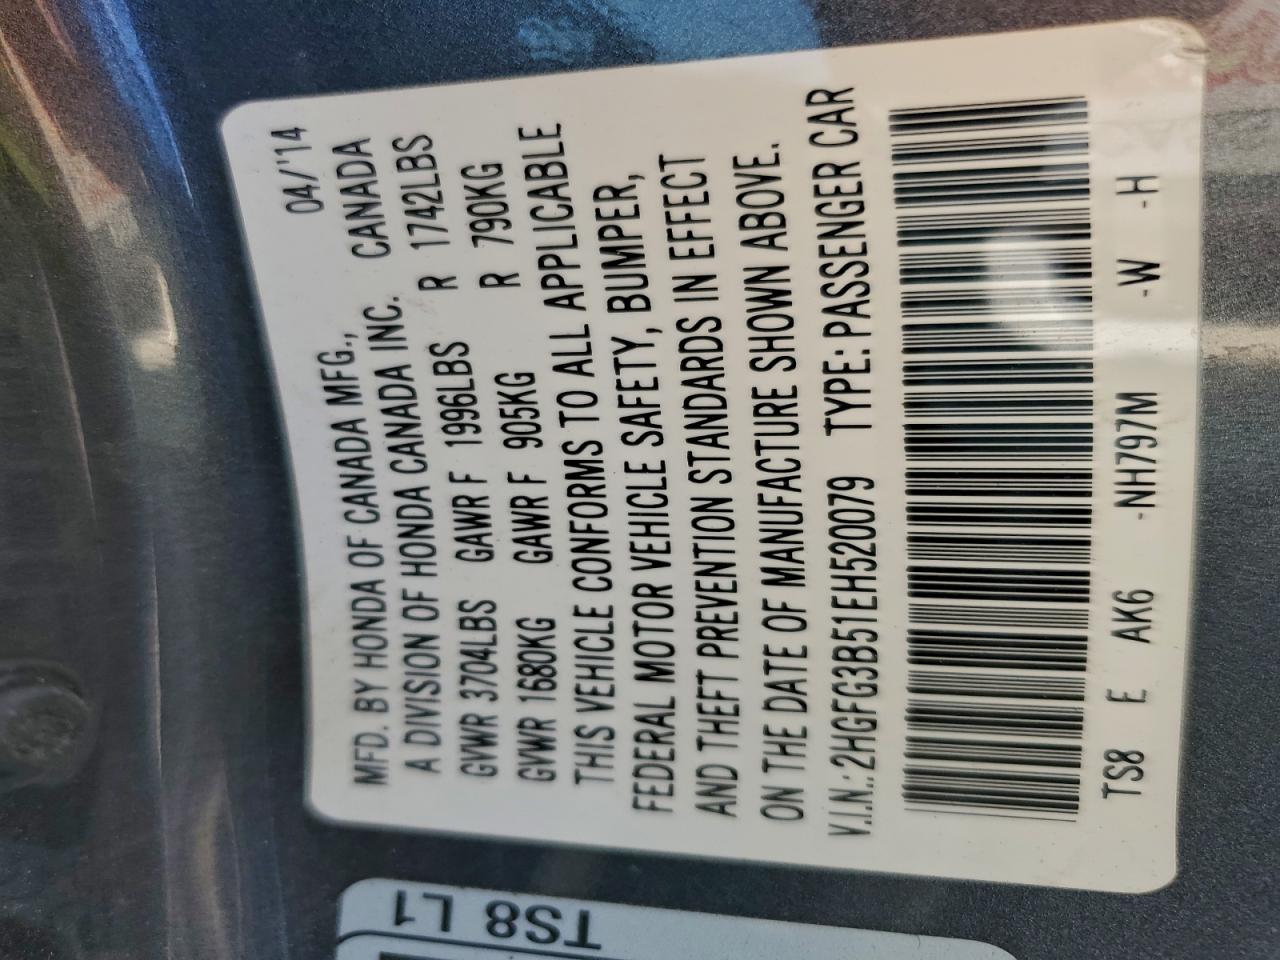 04/'14
MFD. BY HONDA OF CANADA MFG., CANADA
A DIVISION OF HONDA CANADA INC.
GVWR 3704LBS GAWR F 1996LBS R 1742LBS
GVWR 1680KG GAWR F 905KG R 790KG
THIS VEHICLE CONFORMS TO ALL APPLICABLE
FEDERAL MOTOR VEHICLE SAFETY, BUMPER,
AND THEFT PREVENTION STANDARDS IN EFFECT
ON THE DATE OF MANUFACTURE SHOWN ABOVE.
V.I.N.: 2HGFG3B51EH520079 TYPE: PASSENGER CAR
TS8 E AK6 -NH797M -W -H
TS8 L1